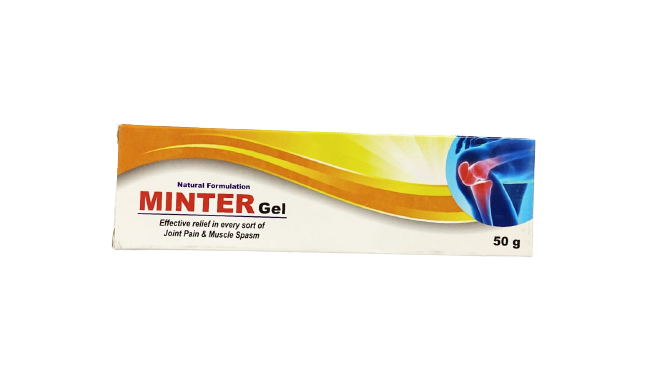 Natural Formulation
MINTER Gel
Effective relief in every sort of
Joint Pain & Muscle Spasm
50 g